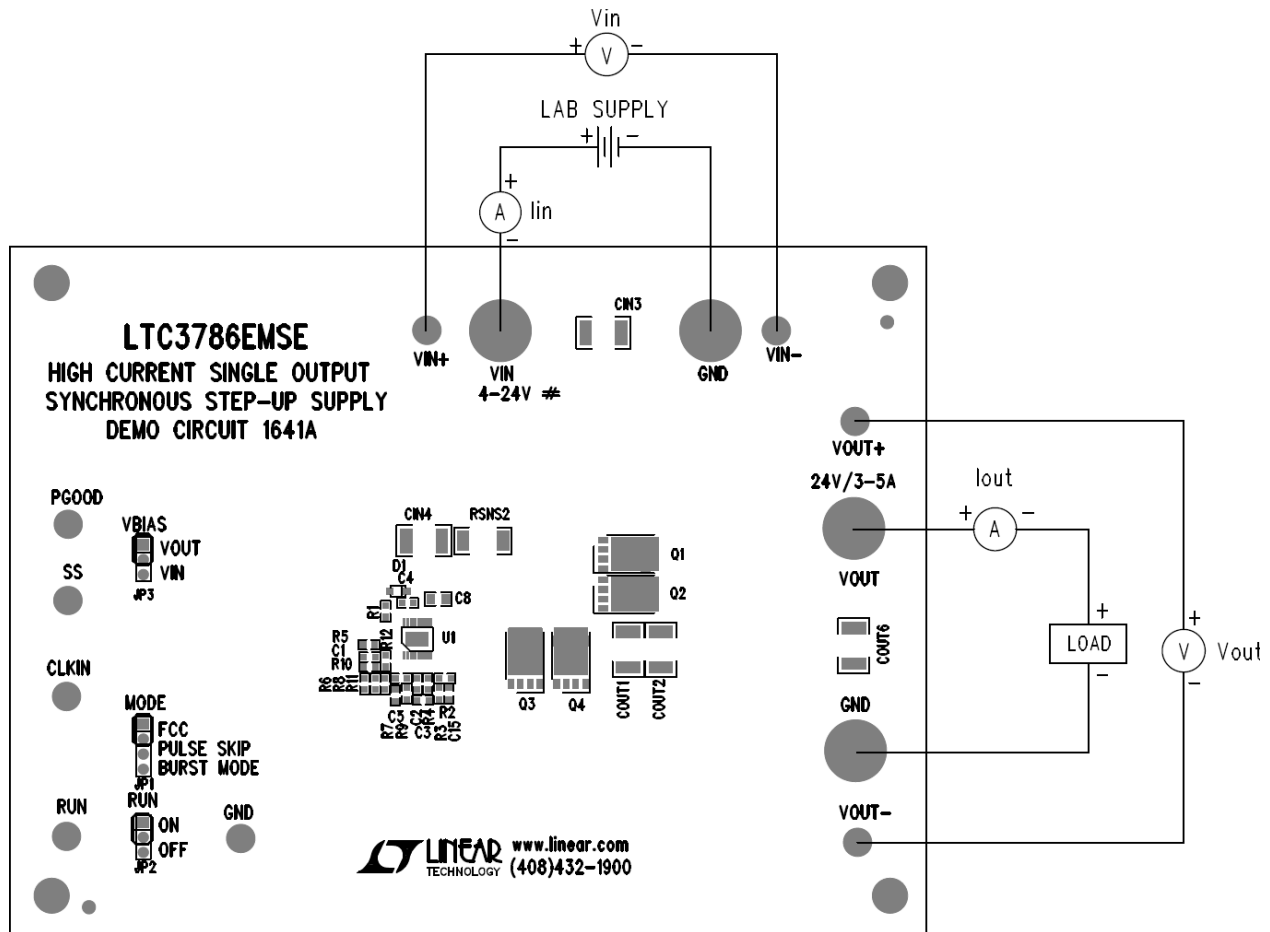 Vin
+ V -
LAB SUPPLY
+ -
+
A Iin
-
CIN3
VIN+
VIN
4-24V #
GND
VIN-
LTC3786EMSE
HIGH CURRENT SINGLE OUTPUT
SYNCHRONOUS STEP-UP SUPPLY
DEMO CIRCUIT 1641A
VOUT+
24V/3-5A
Iout
+ A -
VOUT
COUT6
+
LOAD
-
+
V Vout
-
GND
VOUT-
PGOOD
VBIAS
VOUT
VIN
JP3
SS
CLKIN
MODE
FCC
PULSE SKIP
BURST MODE
JP1
RUN
RUN
ON
OFF
JP2
GND
CIN4
RSNS2
D1
C4
C8
R1
R12
U1
R5
C1
R10
R6
R8
R11
R7
C5
R9
C2
C3
R4
R2
R3
C15
Q1
Q2
Q3
Q4
COUT1
COUT2
LINEAR
TECHNOLOGY
www.linear.com
(408)432-1900